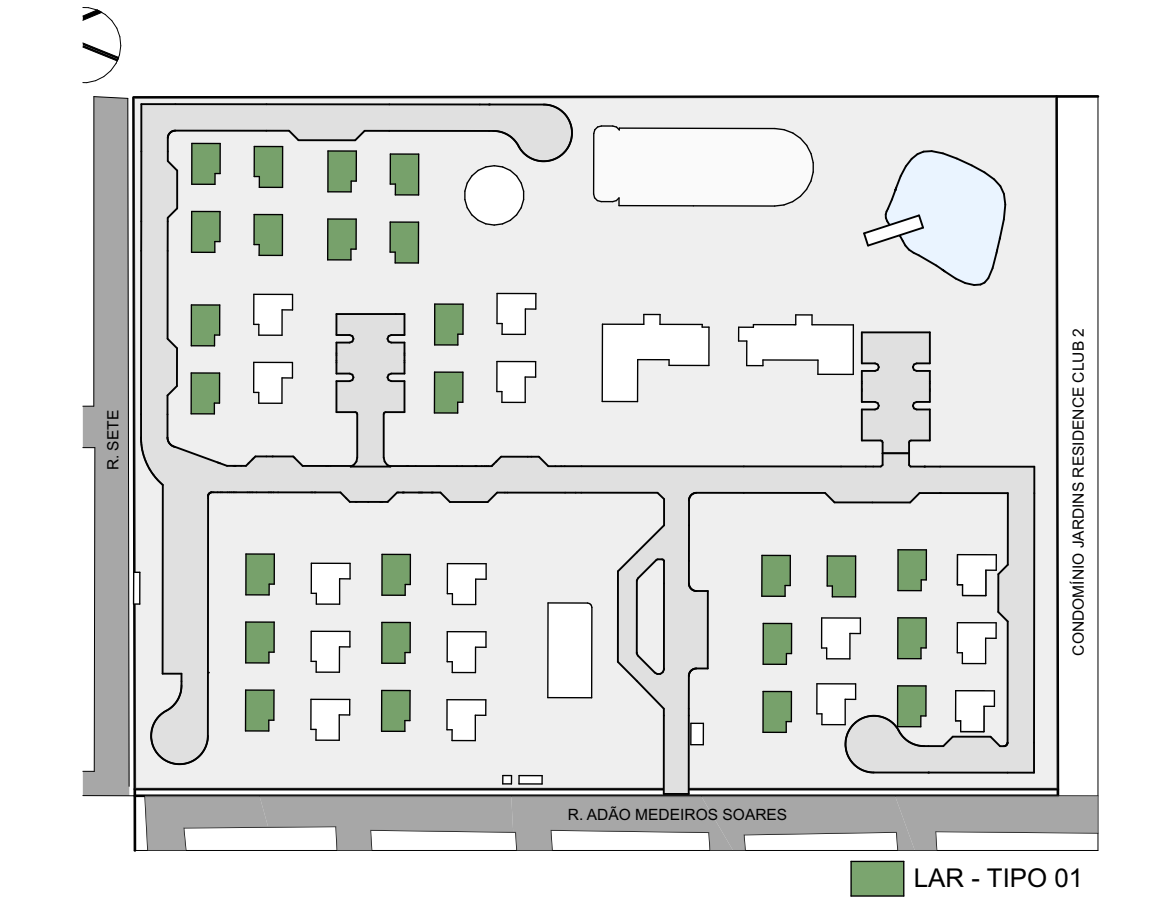 R. SETE
CONDOMÍNIO JARDINS RESIDENCE CLUB 2
R. ADÃO MEDEIROS SOARES
LAR - TIPO 01